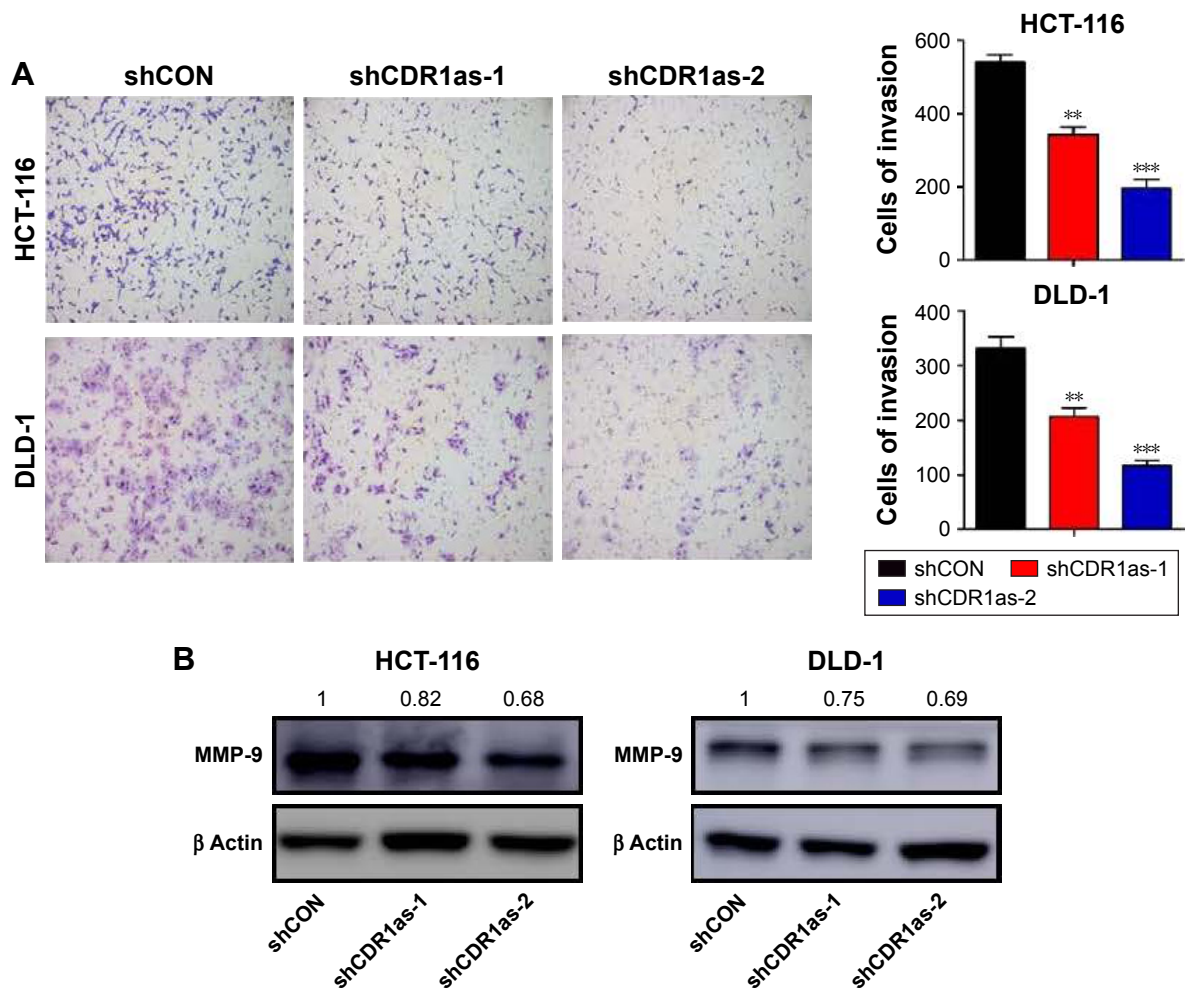 A
shCON shCDR1as-1 shCDR1as-2
HCT-116
DLD-1
HCT-116
Cells of invasion
600
400
200
0
**
***
DLD-1
Cells of invasion
400
300
200
100
0
**
***
shCON shCDR1as-1
shCDR1as-2
B
HCT-116
1 0.82 0.68
MMP-9
β Actin
shCON shCDR1as-1 shCDR1as-2
DLD-1
1 0.75 0.69
MMP-9
β Actin
shCON shCDR1as-1 shCDR1as-2